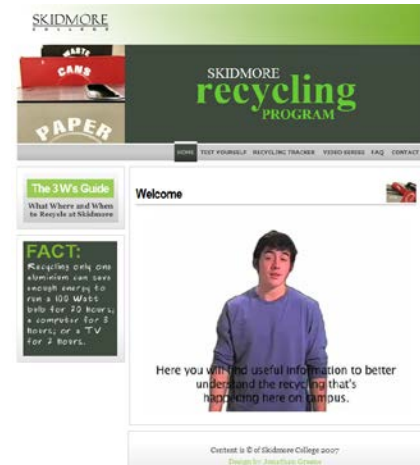 SKIDMORE
COLLEGE
WASTE
CANS
PAPER
SKIDMORE
recycling
PROGRAM
HOME TEST YOURSELF RECYCLING TRACKER VIDEO SERIES FAQ CONTACT
The 3 W's Guide
What Where and When
to Recycle at Skidmore
FACT:
Recycling only one
aluminium can save
enough energy to
run a 100 Watt
bulb for 20 hours;
a computer for 3
hours; or a TV
for 2 hours.
Welcome
Here you will find useful information to better
understand the recycling that's
happening here on campus.
Content is © of Skidmore College 2007
Design by Jonathan Greene